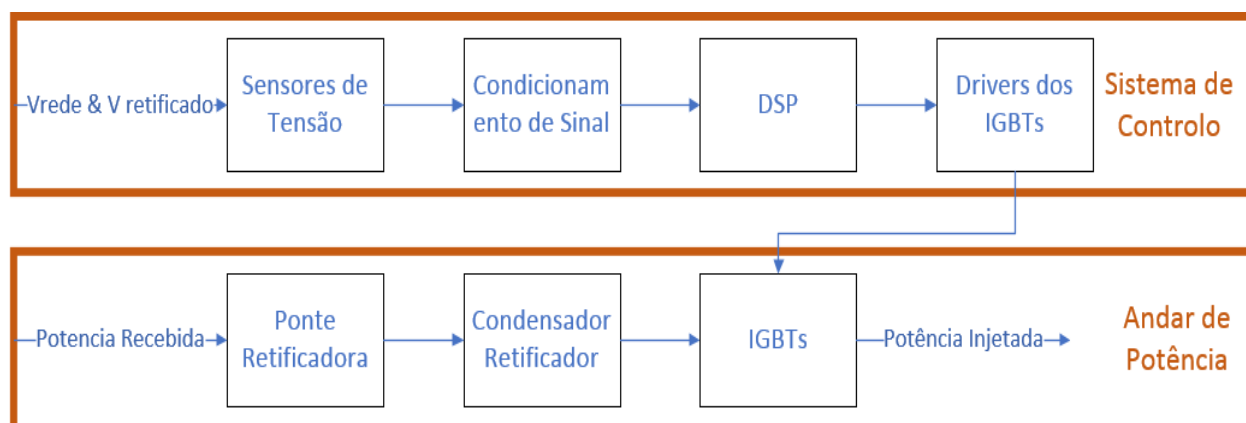 Vrede & V retificado
Sensores de
Tensão
Condicionam
ento de Sinal
DSP
Drivers dos
IGBTs
Sistema de
Controlo
Potencia Recebida
Ponte
Retificadora
Condensador
Retificador
IGBTs
Potência Injetada
Andar de
Potência